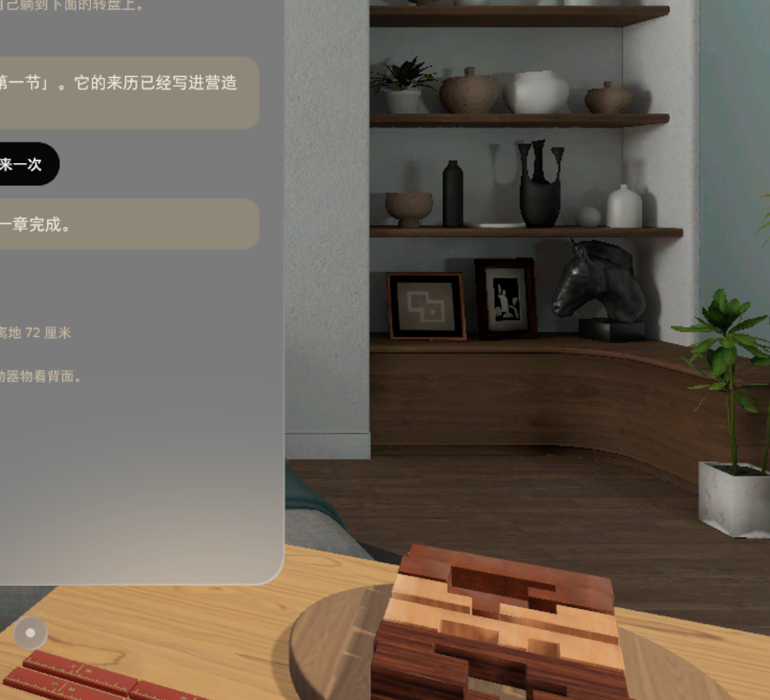 自己躺到下面的转盘上。
第一节」。它的来历已经写进营造
来一次
一章完成。
离地 72 厘米
动器物看背面。